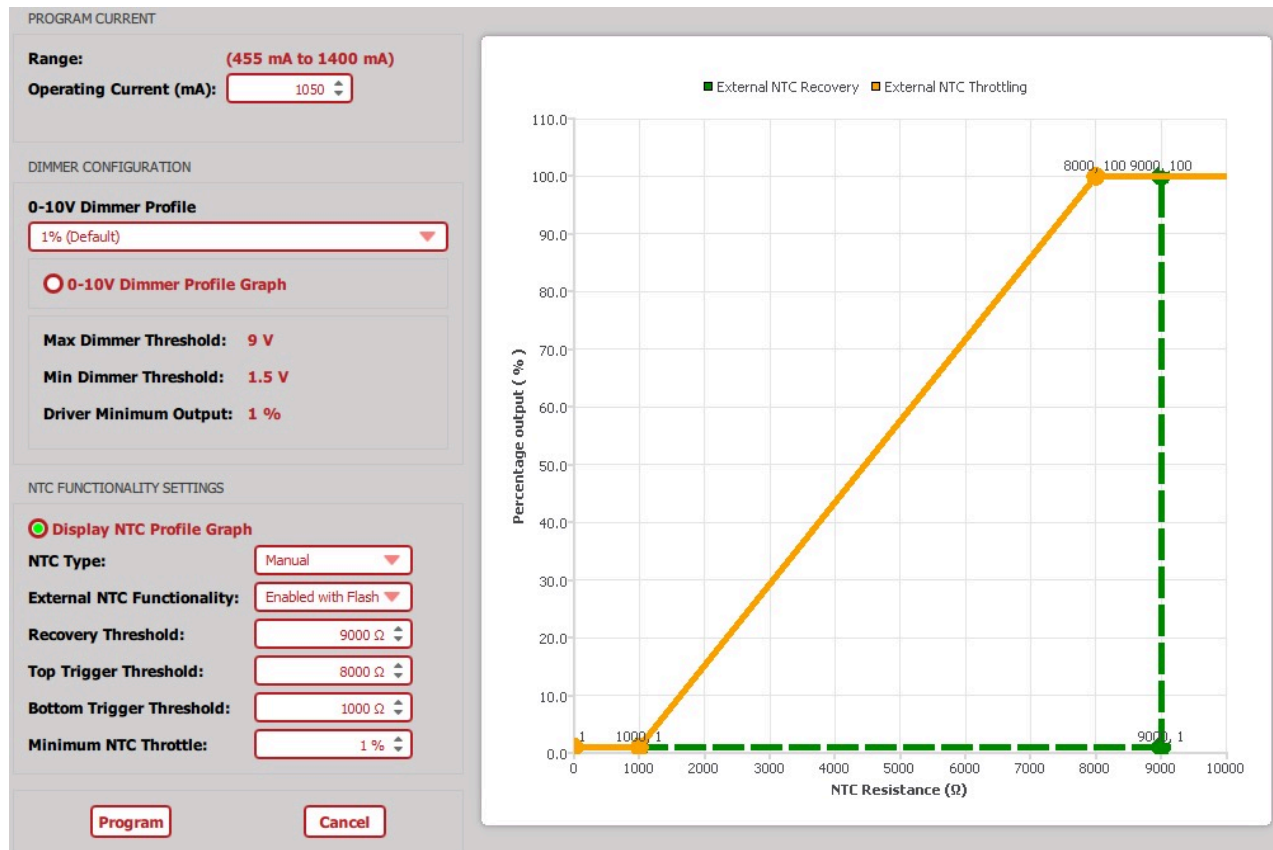 PROGRAM CURRENT
Range: (455 mA to 1400 mA)
Operating Current (mA): 1050
DIMMER CONFIGURATION
0-10V Dimmer Profile
1% (Default)
0-10V Dimmer Profile Graph
Max Dimmer Threshold: 9 V
Min Dimmer Threshold: 1.5 V
Driver Minimum Output: 1 %
NTC FUNCTIONALITY SETTINGS
Display NTC Profile Graph
NTC Type: Manual
External NTC Functionality: Enabled with Flash
Recovery Threshold: 9000 Ω
Top Trigger Threshold: 8000 Ω
Bottom Trigger Threshold: 1000 Ω
Minimum NTC Throttle: 1 %
Program Cancel
External NTC Recovery External NTC Throttling
110.0
8000, 100 9000, 100
100.0
90.0
80.0
70.0
60.0
50.0
40.0
30.0
20.0
10.0
0.0
1 1000, 1 9000, 1
0 1000 2000 3000 4000 5000 6000 7000 8000 9000 10000
Percentage output ( % )
NTC Resistance (Ω)